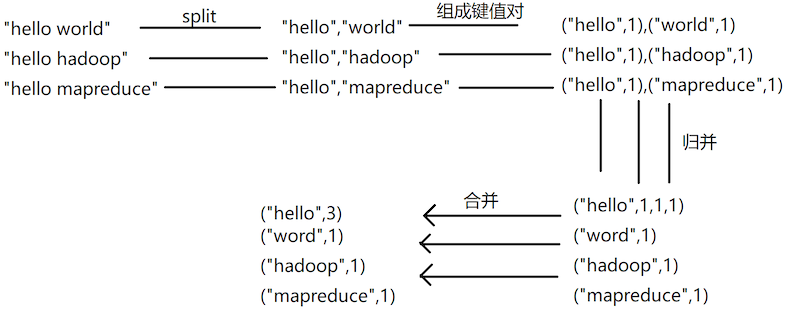 split
组成键值对
"hello world" "hello","world" ("hello",1),("world",1)
"hello hadoop" "hello","hadoop" ("hello",1),("hadoop",1)
"hello mapreduce" "hello","mapreduce" ("hello",1),("mapreduce",1)
归并
合并
("hello",3) ("hello",1,1,1)
("word",1) ("word",1)
("hadoop",1) ("hadoop",1)
("mapreduce",1) ("mapreduce",1)